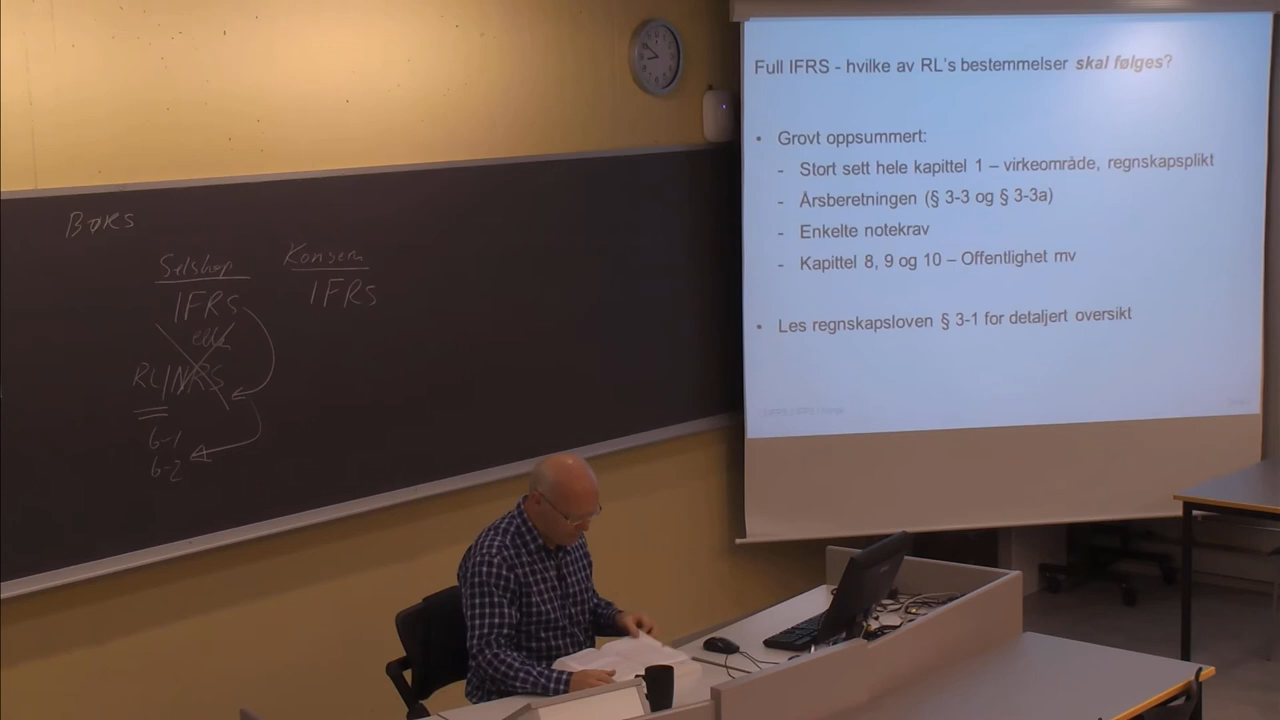 Børs
Selskap Konsern
IFRS IFRS
RL/NRS
6-1
6-2
Full IFRS - hvilke av RL's bestemmelser skal følges?
• Grovt oppsummert:
- Stort sett hele kapittel 1 – virkeområde, regnskapsplikt
- Årsberetningen (§ 3-3 og § 3-3a)
- Enkelte notekrav
- Kapittel 8, 9 og 10 – Offentlighet mv
• Les regnskapsloven § 3-1 for detaljert oversikt